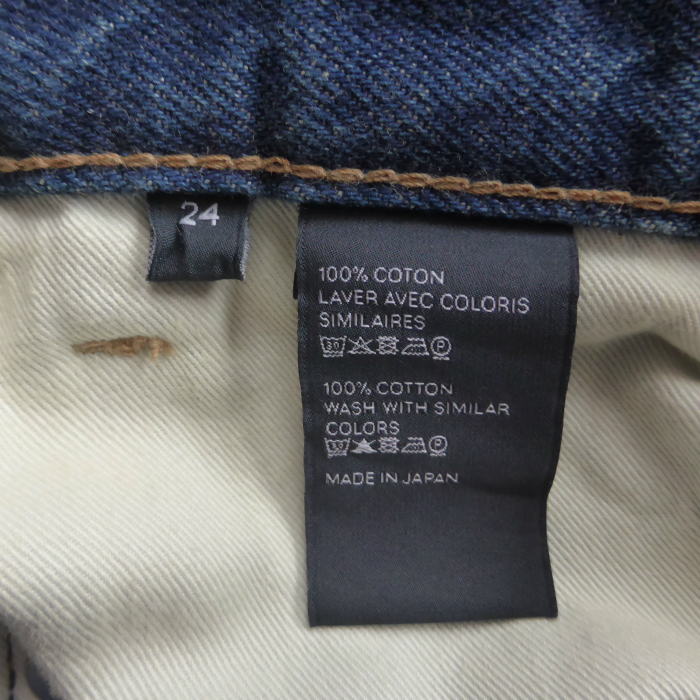 24
100% COTON
LAVER AVEC COLORIS
SIMILAIRES
100% COTTON
WASH WITH SIMILAR
COLORS
MADE IN JAPAN